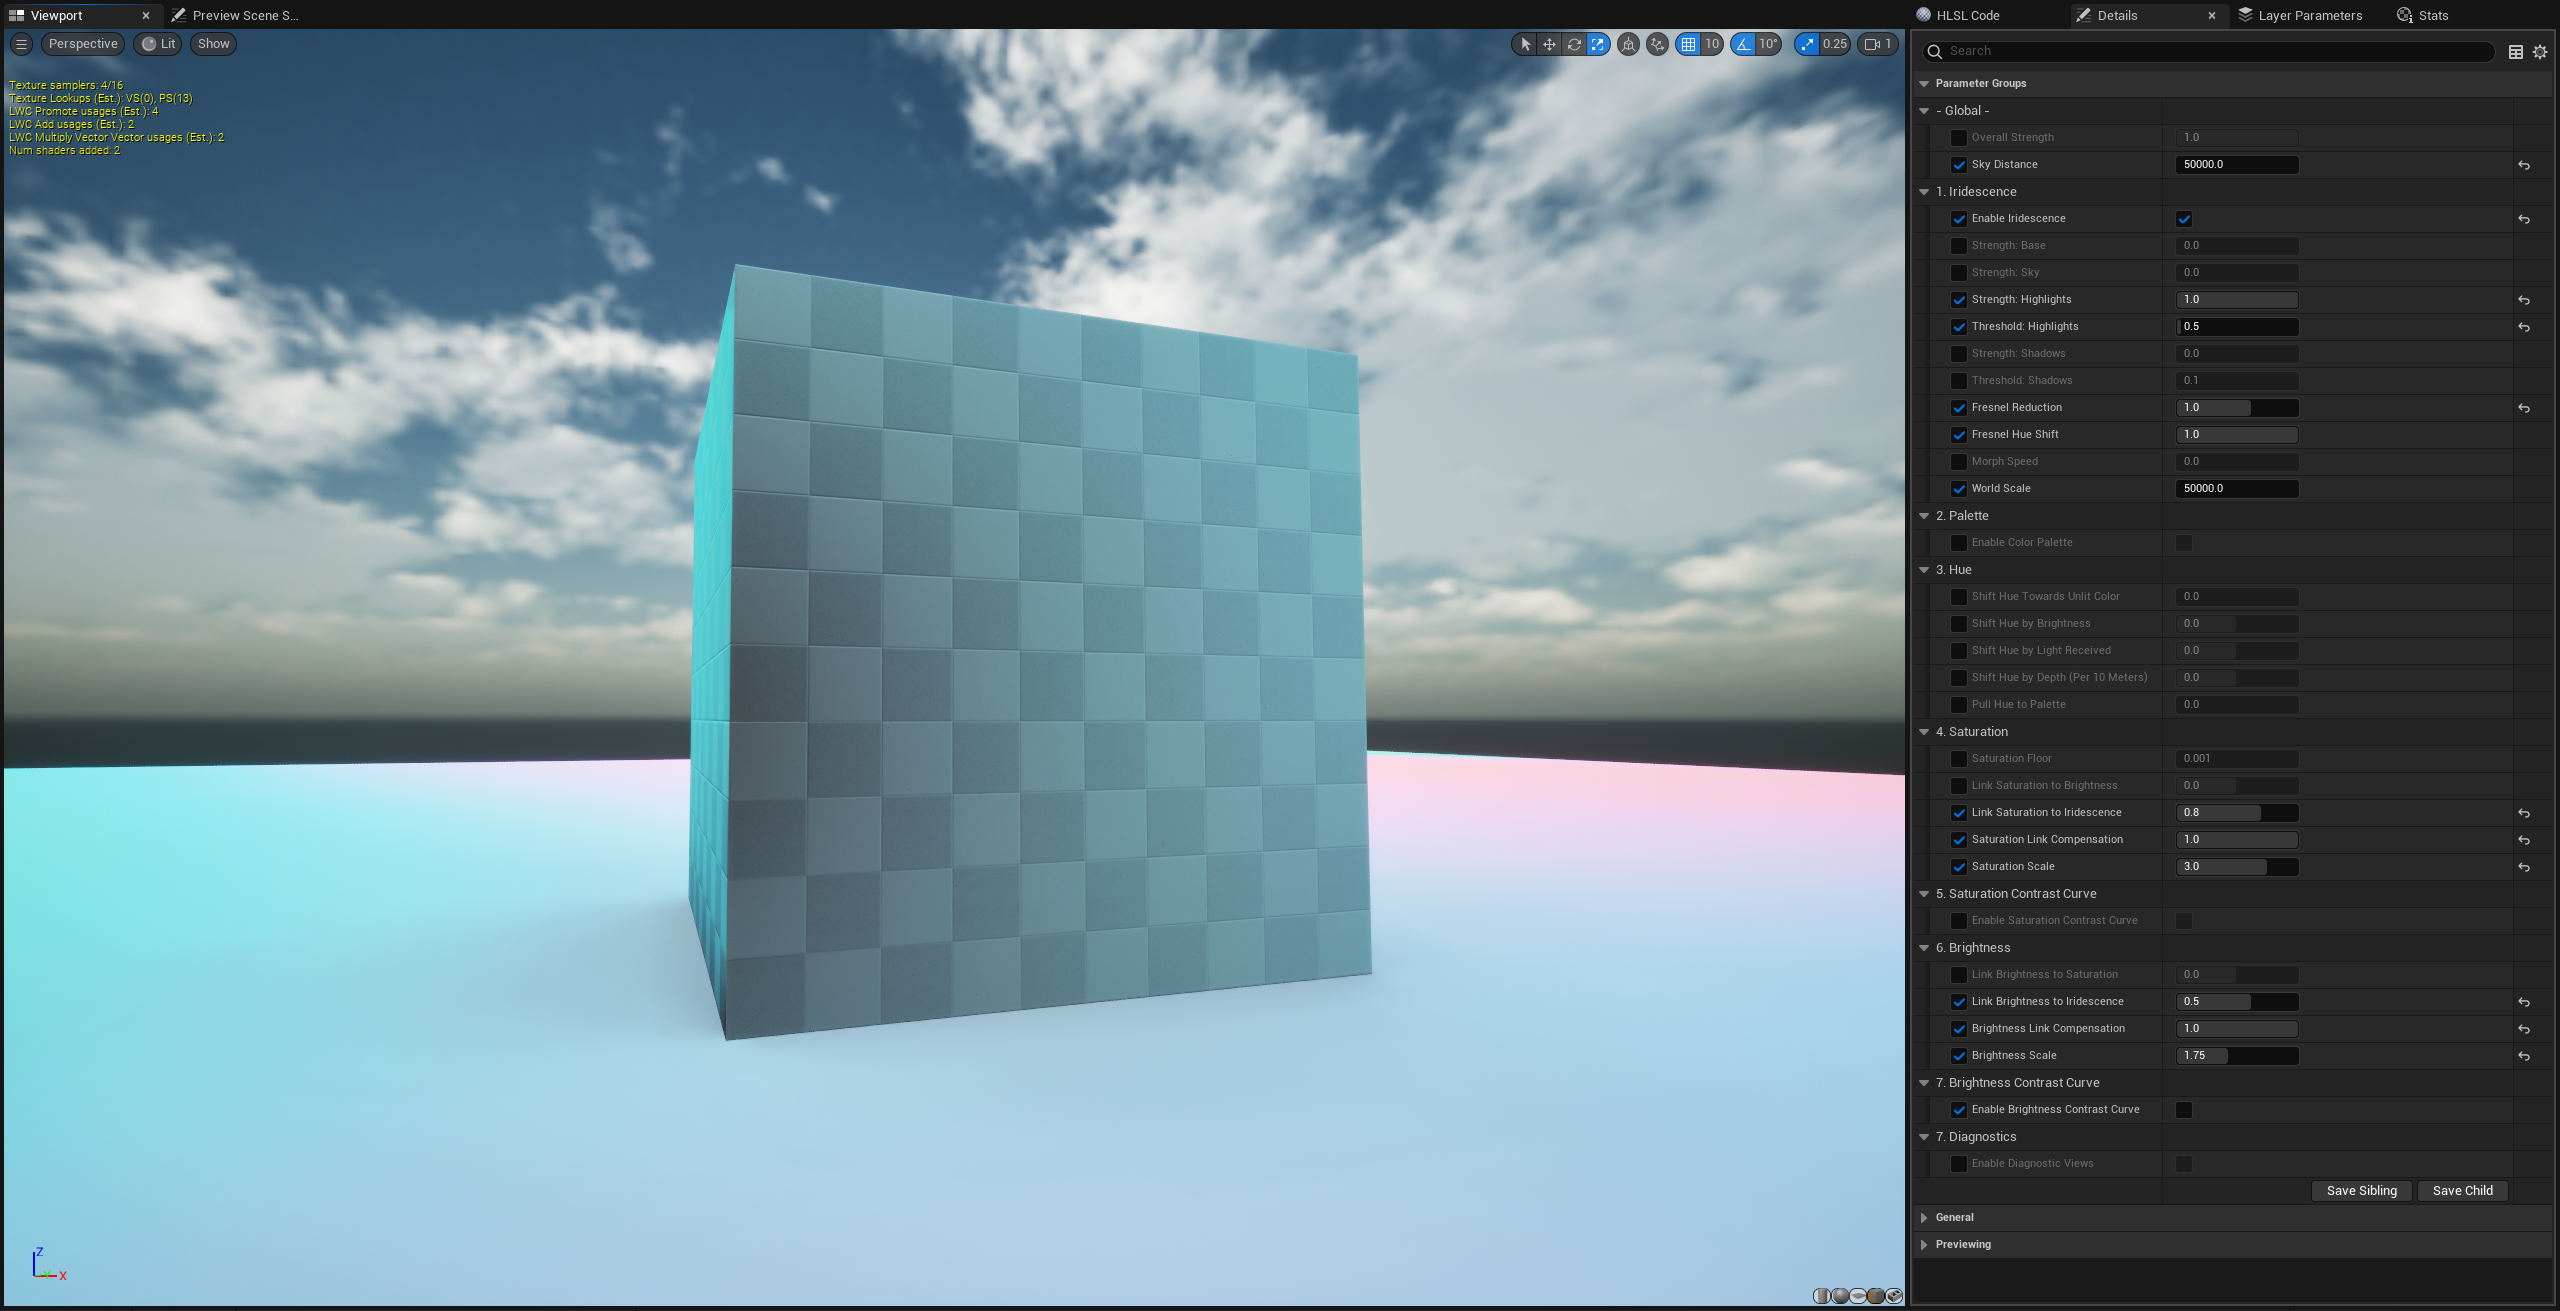 Viewport
Preview Scene S...
HLSL Code
Details
Layer Parameters
Stats
Perspective
Lit
Show
10
10°
0.25
1
Texture samplers: 4/16
Texture Lookups (Est.): VS(0), PS(13)
LWC Promote usages (Est.): 4
LWC Add usages (Est.): 2
LWC Multiply Vector Vector usages (Est.): 2
Num shaders added: 2
Z
Y
X
Search
Parameter Groups
- Global -
Overall Strength 1.0
Sky Distance 50000.0
1. Iridescence
Enable Iridescence
Strength: Base 0.0
Strength: Sky 0.0
Strength: Highlights 1.0
Threshold: Highlights 0.5
Strength: Shadows 0.0
Threshold: Shadows 0.1
Fresnel Reduction 1.0
Fresnel Hue Shift 1.0
Morph Speed 0.0
World Scale 50000.0
2. Palette
Enable Color Palette
3. Hue
Shift Hue Towards Unlit Color 0.0
Shift Hue by Brightness 0.0
Shift Hue by Light Received 0.0
Shift Hue by Depth (Per 10 Meters) 0.0
Pull Hue to Palette 0.0
4. Saturation
Saturation Floor 0.001
Link Saturation to Brightness 0.0
Link Saturation to Iridescence 0.8
Saturation Link Compensation 1.0
Saturation Scale 3.0
5. Saturation Contrast Curve
Enable Saturation Contrast Curve
6. Brightness
Link Brightness to Saturation 0.0
Link Brightness to Iridescence 0.5
Brightness Link Compensation 1.0
Brightness Scale 1.75
7. Brightness Contrast Curve
Enable Brightness Contrast Curve
7. Diagnostics
Enable Diagnostic Views
Save Sibling
Save Child
General
Previewing